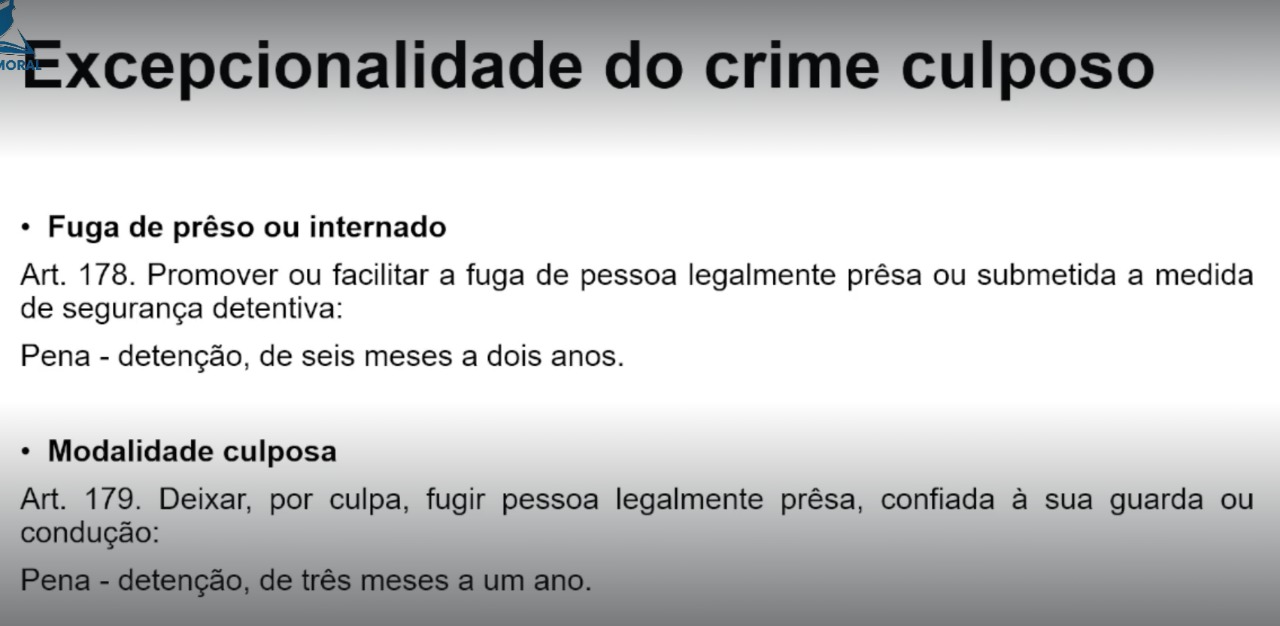 MORAL
Excepcionalidade do crime culposo
• Fuga de prêso ou internado
Art. 178. Promover ou facilitar a fuga de pessoa legalmente prêsa ou submetida a medida
de segurança detentiva:
Pena - detenção, de seis meses a dois anos.
• Modalidade culposa
Art. 179. Deixar, por culpa, fugir pessoa legalmente prêsa, confiada à sua guarda ou
condução:
Pena - detenção, de três meses a um ano.